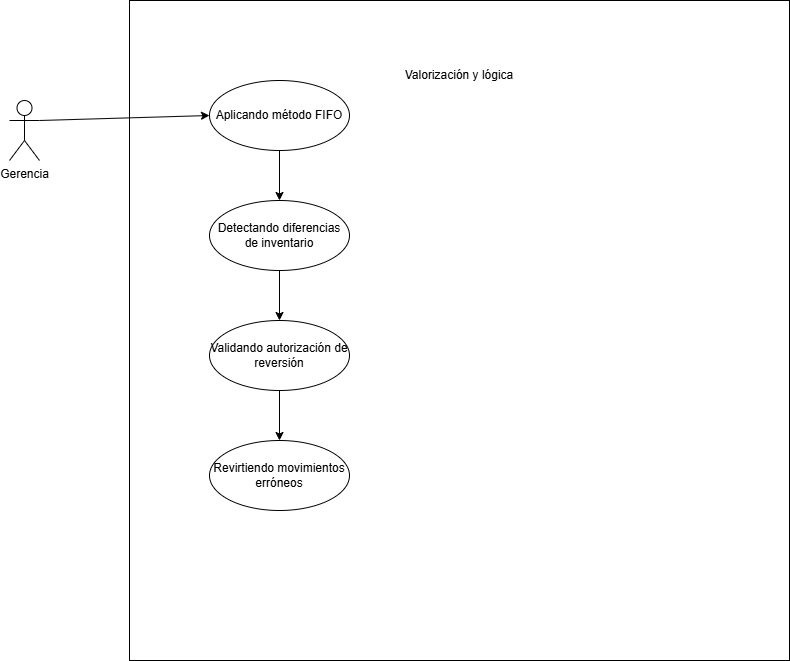 Valorización y lógica
Aplicando método FIFO
Gerencia
Detectando diferencias
de inventario
Validando autorización de
reversión
Revirtiendo movimientos
erróneos